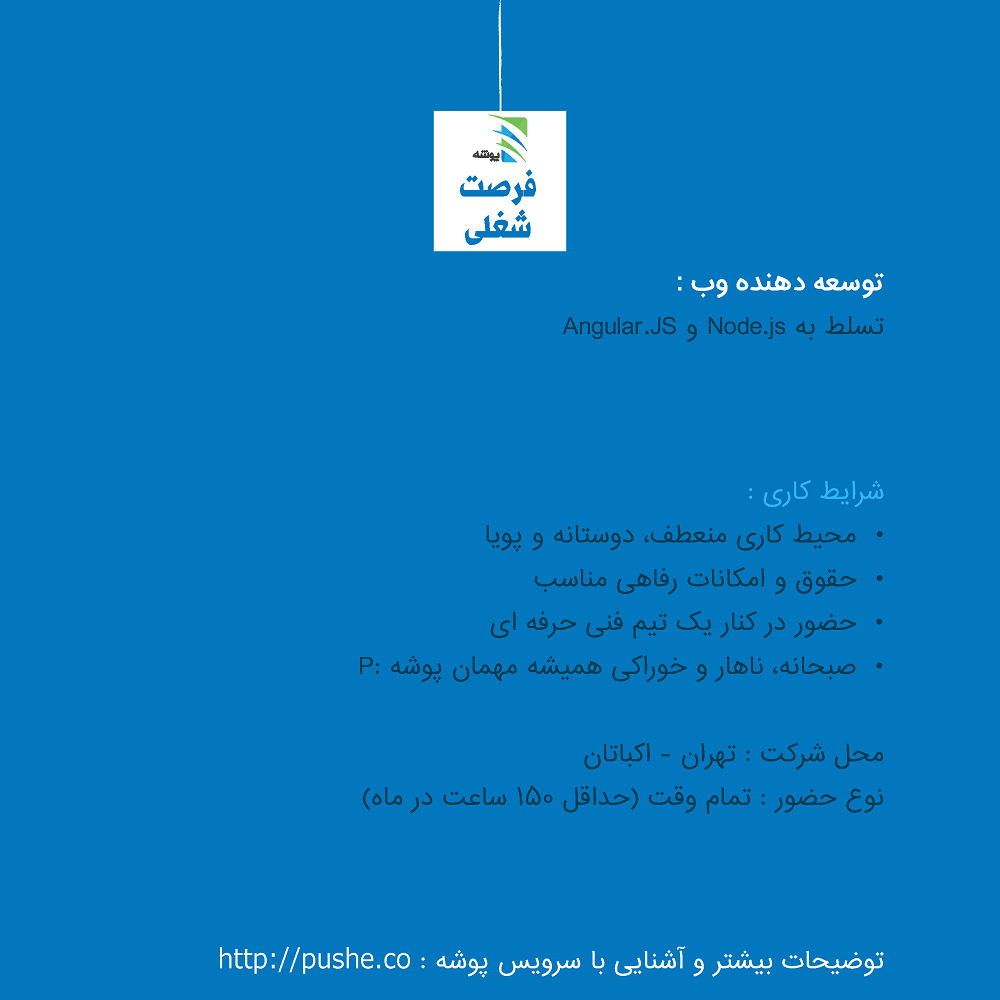 پوشه
فرصت
شغلی
توسعه دهنده وب :
تسلط به Node.js و Angular.JS
شرایط کاری :
• محیط کاری منعطف، دوستانه و پویا
• حقوق و امکانات رفاهی مناسب
• حضور در کنار یک تیم فنی حرفه ای
• صبحانه، ناهار و خوراکی همیشه مهمان پوشه :P
محل شرکت : تهران - اکباتان
نوع حضور : تمام وقت (حداقل ۱۵۰ ساعت در ماه)
توضیحات بیشتر و آشنایی با سرویس پوشه : http://pushe.co